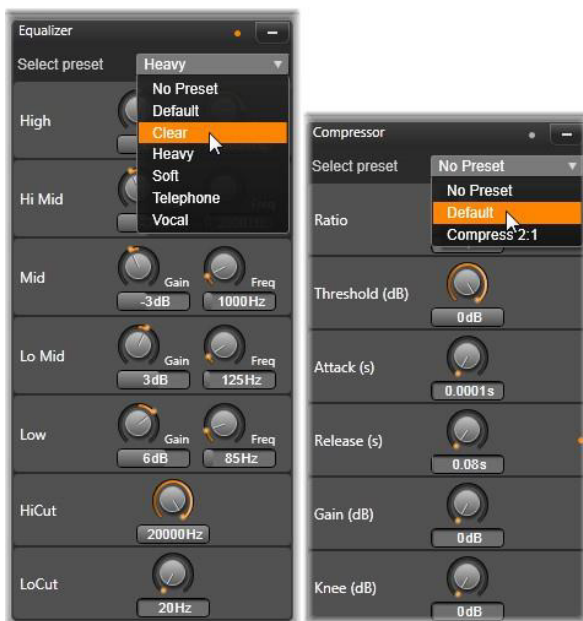 Equalizer
Select preset Heavy
No Preset
Default
Clear
Heavy
Soft
Telephone
Vocal
High
Hi Mid
Mid Gain Freq
-3dB 1000Hz
Lo Mid Gain Freq
3dB 125Hz
Low Gain Freq
6dB 85Hz
HiCut
20000Hz
LoCut
20Hz
Compressor
Select preset No Preset
No Preset
Default
Compress 2:1
Ratio
Threshold (dB)
0dB
Attack (s)
0.0001s
Release (s)
0.08s
Gain (dB)
0dB
Knee (dB)
0dB